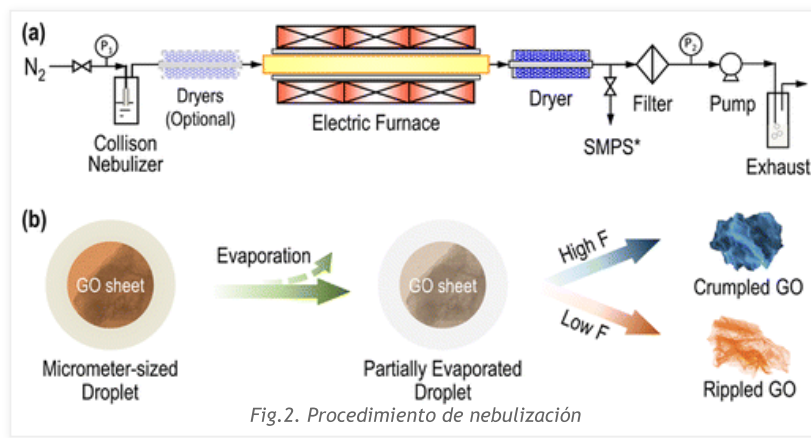 (a)
N2
P1
Collison
Nebulizer
Dryers
(Optional)
Electric Furnace
Dryer
SMPS*
Filter
P2
Pump
Exhaust
(b)
GO sheet
Micrometer-sized
Droplet
Evaporation
GO sheet
Partially Evaporated
Droplet
High F
Low F
Crumpled GO
Rippled GO
Fig.2. Procedimiento de nebulización